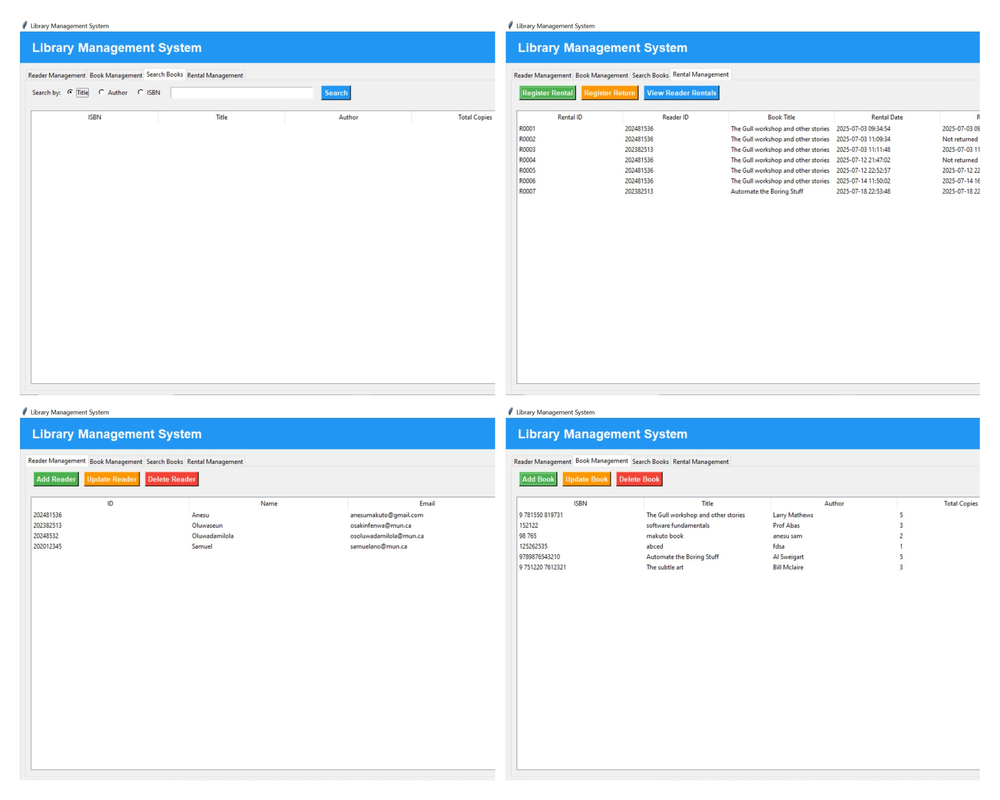 Library Management System
Library Management System
Reader Management Book Management Search Books Rental Management
Search by: Title Author ISBN Search
ISBN Title Author Total Copies
Library Management System
Library Management System
Reader Management Book Management Search Books Rental Management
Register Rental Register Return View Reader Rentals
Rental ID Reader ID Book Title Rental Date R
R0001 202481536 The Gull workshop and other stories 2025-07-03 09:34:54 2025-07-03 09
R0002 202481536 The Gull workshop and other stories 2025-07-03 11:09:34 Not returned
R0003 202382513 The Gull workshop and other stories 2025-07-03 11:11:48 2025-07-03 11
R0004 202481536 The Gull workshop and other stories 2025-07-12 21:47:02 Not returned
R0005 202481536 The Gull workshop and other stories 2025-07-12 22:52:57 2025-07-12 22
R0006 202481536 The Gull workshop and other stories 2025-07-14 11:50:02 2025-07-14 16
R0007 202382513 Automate the Boring Stuff 2025-07-18 22:53:48 2025-07-18 22
Library Management System
Library Management System
Reader Management Book Management Search Books Rental Management
Add Reader Update Reader Delete Reader
ID Name Email
202481536 Anesu anesumakuto@gmail.com
202382513 Oluwaseun osakinfenwa@mun.ca
20248532 Oluwadamilola osoluwadamilola@mun.ca
202012345 Samuel samuelano@mun.ca
Library Management System
Library Management System
Reader Management Book Management Search Books Rental Management
Add Book Update Book Delete Book
ISBN Title Author Total Copies
9 781550 819731 The Gull workshop and other stories Larry Mathews 5
152122 software fundamentals Prof Abas 3
98 765 makuto book anesu sam 2
125262535 abced fdsa 1
9789876543210 Automate the Boring Stuff Al Sweigart 5
9 751220 7612321 The subtle art Bill Mclaire 3